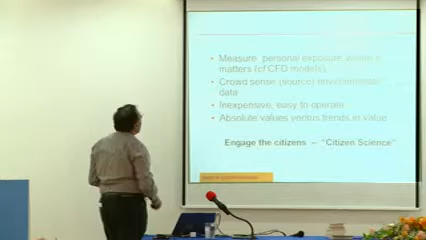 • Measure personal exposure where it
matters (cf CFD models),
• Crowd sense (source) environmental
data
• Inexpensive, easy to operate
• Absolute values versus trends in value
Engage the citizens – "Citizen Science"